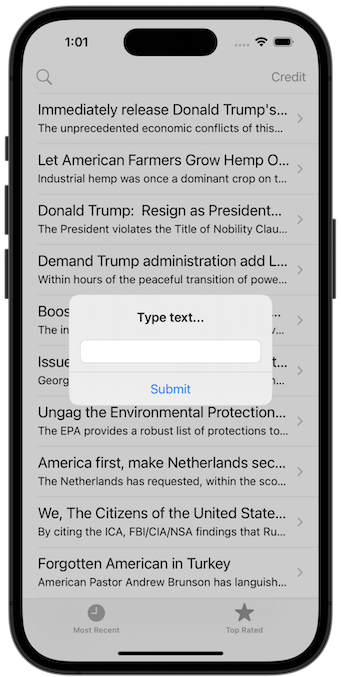 1:01
Credit
Immediately release Donald Trump's...
The unprecedented economic conflicts of this...
Let American Farmers Grow Hemp O...
Industrial hemp was once a dominant crop on t...
Donald Trump: Resign as President...
The President violates the Title of Nobility Clau...
Demand Trump administration add L...
Within hours of the peaceful transition of powe...
Boos
The in
v...
Type text...
Issue
t...
Georg
Submit
Ungag the Environmental Protection...
The EPA provides a robust list of protections to...
America first, make Netherlands sec...
The Netherlands has requested, within the sco...
We, The Citizens of the United State...
By citing the ICA, FBI/CIA/NSA findings that Ru...
Forgotten American in Turkey
American Pastor Andrew Brunson has languish...
Most Recent
Top Rated